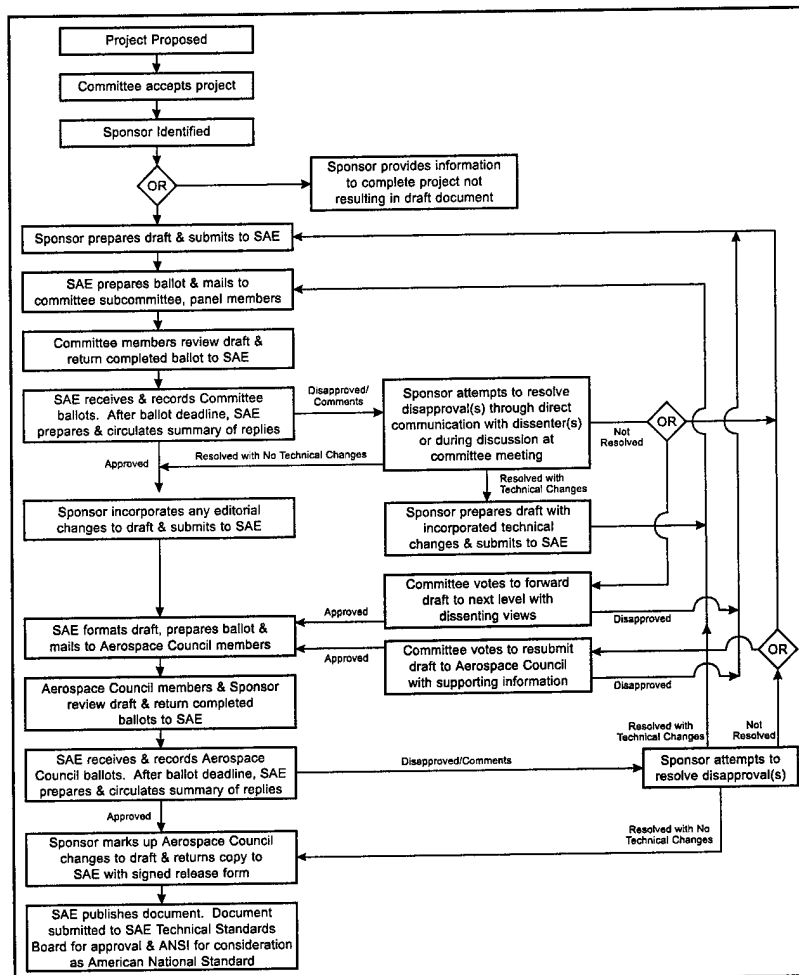 Project Proposed
Committee accepts project
Sponsor Identified
OR
Sponsor provides information
to complete project not
resulting in draft document
Sponsor prepares draft & submits to SAE
SAE prepares ballot & mails to
committee subcommittee, panel members
Committee members review draft &
return completed ballot to SAE
SAE receives & records Committee
ballots. After ballot deadline, SAE
prepares & circulates summary of replies
Disapproved/
Comments
Sponsor attempts to resolve
disapproval(s) through direct
communication with dissenter(s)
or during discussion at
committee meeting
Not
Resolved
OR
Approved
Resolved with No Technical Changes
Resolved with
Technical Changes
Sponsor incorporates any editorial
changes to draft & submits to SAE
Sponsor prepares draft with
incorporated technical
changes & submits to SAE
Committee votes to forward
draft to next level with
dissenting views
Approved
Disapproved
SAE formats draft, prepares ballot &
mails to Aerospace Council members
Committee votes to resubmit
draft to Aerospace Council
with supporting information
Approved
Disapproved
OR
Aerospace Council members & Sponsor
review draft & return completed
ballots to SAE
Resolved with
Technical Changes
Not
Resolved
SAE receives & records Aerospace
Council ballots. After ballot deadline, SAE
prepares & circulates summary of replies
Disapproved/Comments
Sponsor attempts to
resolve disapproval(s)
Approved
Resolved with No
Technical Changes
Sponsor marks up Aerospace Council
changes to draft & returns copy to
SAE with signed release form
SAE publishes document. Document
submitted to SAE Technical Standards
Board for approval & ANSI for consideration
as American National Standard